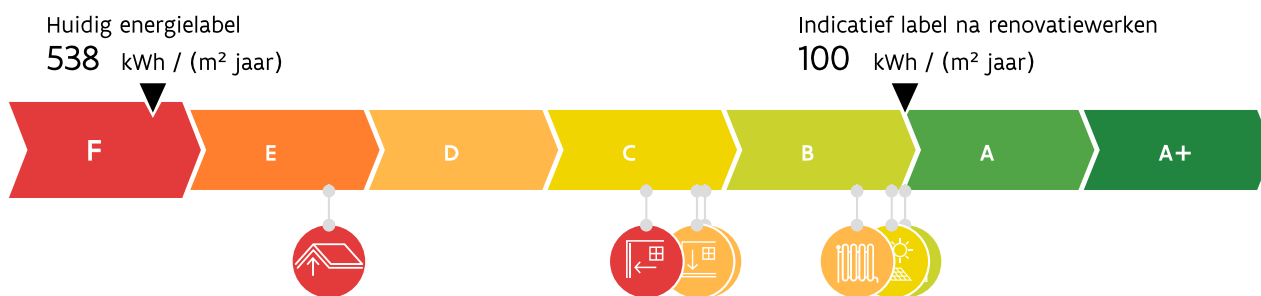 Huidig energielabel
538 kWh / (m² jaar)
Indicatief label na renovatiewerken
100 kWh / (m² jaar)
F E D C B A A+